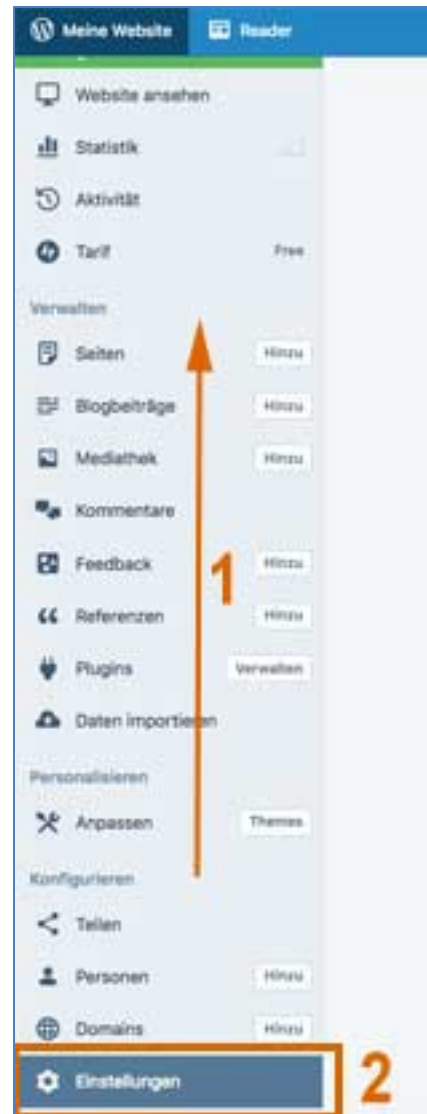 Meine Website Reader
Website ansehen
Statistik
Aktivität
Tarif Free
Verwalten
Seiten Hinzu
Blogbeiträge Hinzu
Mediathek Hinzu
Kommentare
Feedback Hinzu
1
Referenzen Hinzu
Plugins Verwalten
Daten importieren
Personalisieren
Anpassen Themes
Konfigurieren
Teilen
Personen Hinzu
Domains Hinzu
Einstellungen 2